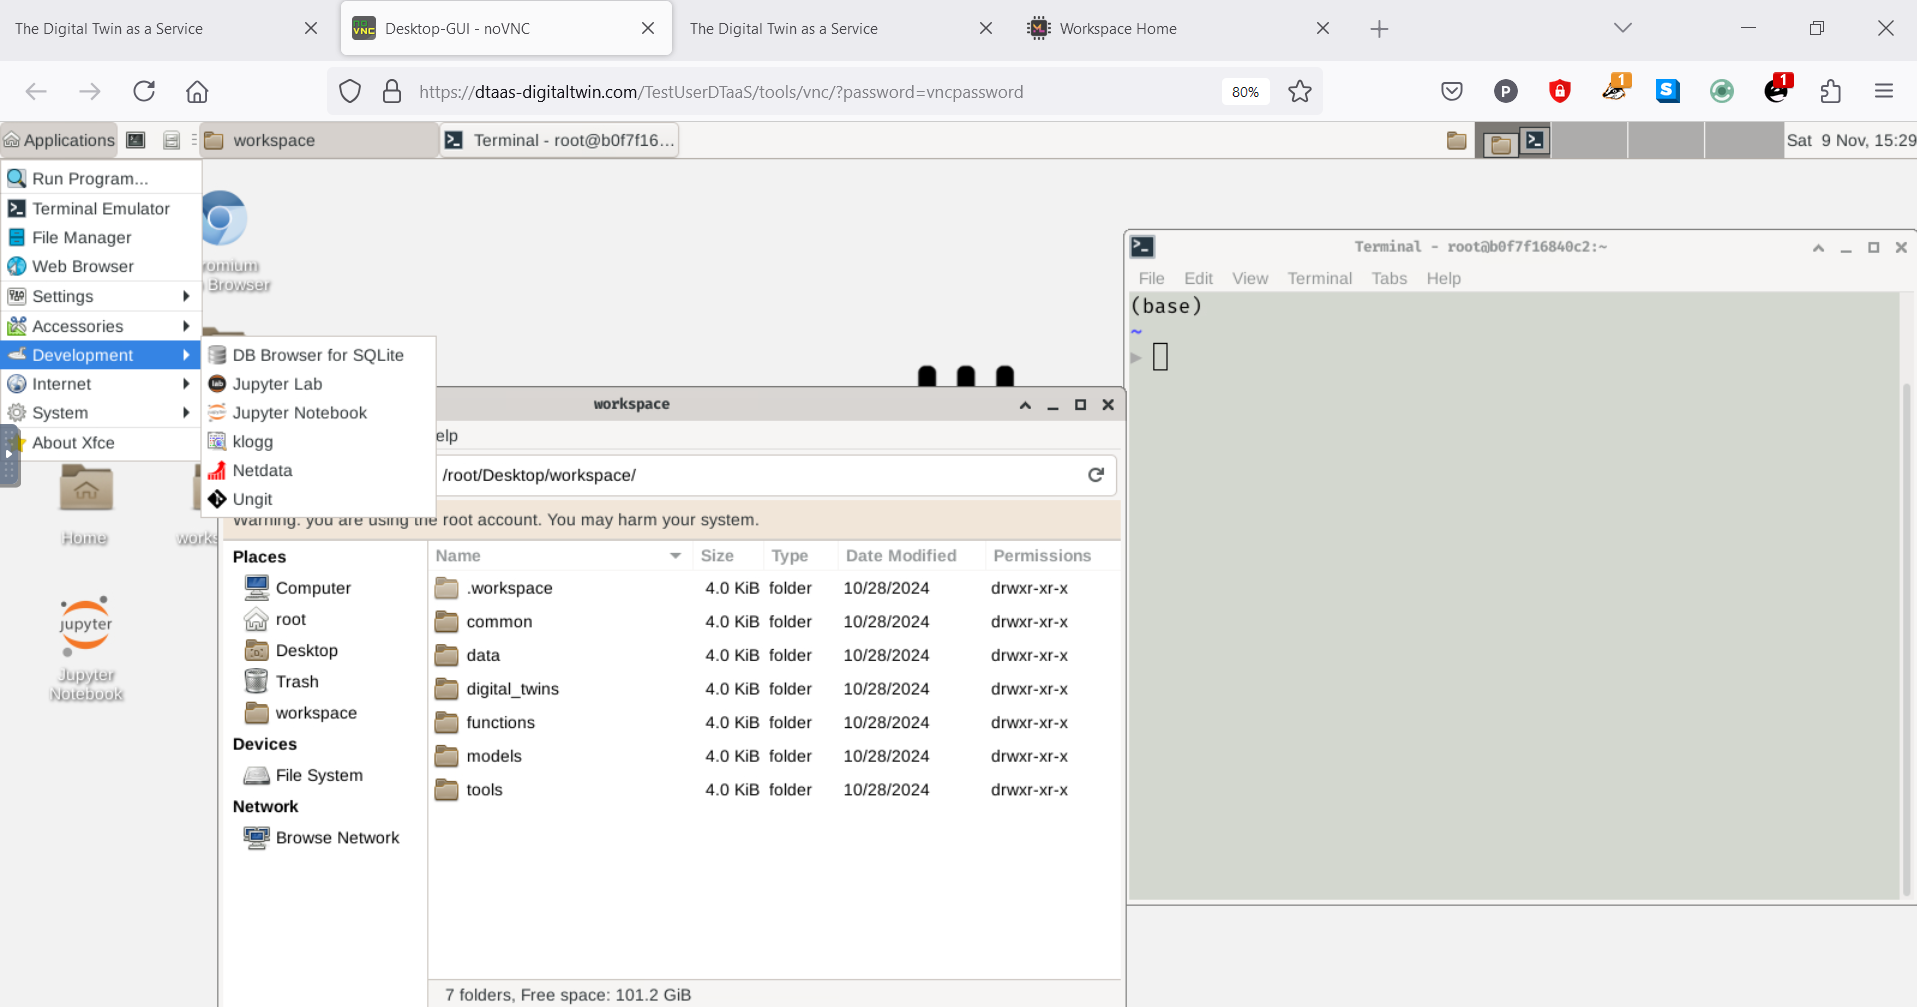 The Digital Twin as a Service
Desktop-GUI - noVNC
The Digital Twin as a Service
Workspace Home
https://dtaas-digitaltwin.com/TestUserDTaaS/tools/vnc/?password=vncpassword
80%
P
1
S
1
Applications
workspace
Terminal - root@b0f7f16...
Sat 9 Nov, 15:29
Run Program...
Terminal Emulator
File Manager
Web Browser
Settings
Accessories
Development
Internet
System
About Xfce
DB Browser for SQLite
Jupyter Lab
Jupyter Notebook
klogg
Netdata
Ungit
romium
Browser
Home
works
jupyter
Jupyter
Notebook
workspace
elp
/root/Desktop/workspace/
Warning: you are using the root account. You may harm your system.
Places
Computer
root
Desktop
Trash
workspace
Devices
File System
Network
Browse Network
Name Size Type Date Modified Permissions
.workspace 4.0 KiB folder 10/28/2024 drwxr-xr-x
common 4.0 KiB folder 10/28/2024 drwxr-xr-x
data 4.0 KiB folder 10/28/2024 drwxr-xr-x
digital_twins 4.0 KiB folder 10/28/2024 drwxr-xr-x
functions 4.0 KiB folder 10/28/2024 drwxr-xr-x
models 4.0 KiB folder 10/28/2024 drwxr-xr-x
tools 4.0 KiB folder 10/28/2024 drwxr-xr-x
7 folders, Free space: 101.2 GiB
Terminal - root@b0f7f16840c2:~
File Edit View Terminal Tabs Help
(base)
~